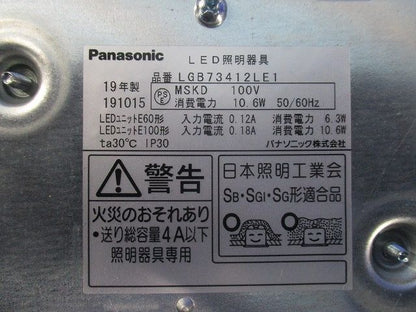 Panasonic LED照明器具
19年製 品番 LGB73412LE1
191015 PSE MSKD 100V
消費電力 10.6W 50/60Hz
LEDユニットE60形 入力電流 0.12A 消費電力 6.3W
LEDユニットE100形 入力電流 0.18A 消費電力 10.6W
ta30℃ IP30 パナソニック株式会社
警告
火災のおそれあり
・送り総容量4A以下
照明器具専用
日本照明工業会
SB・SGI・SG形適合品